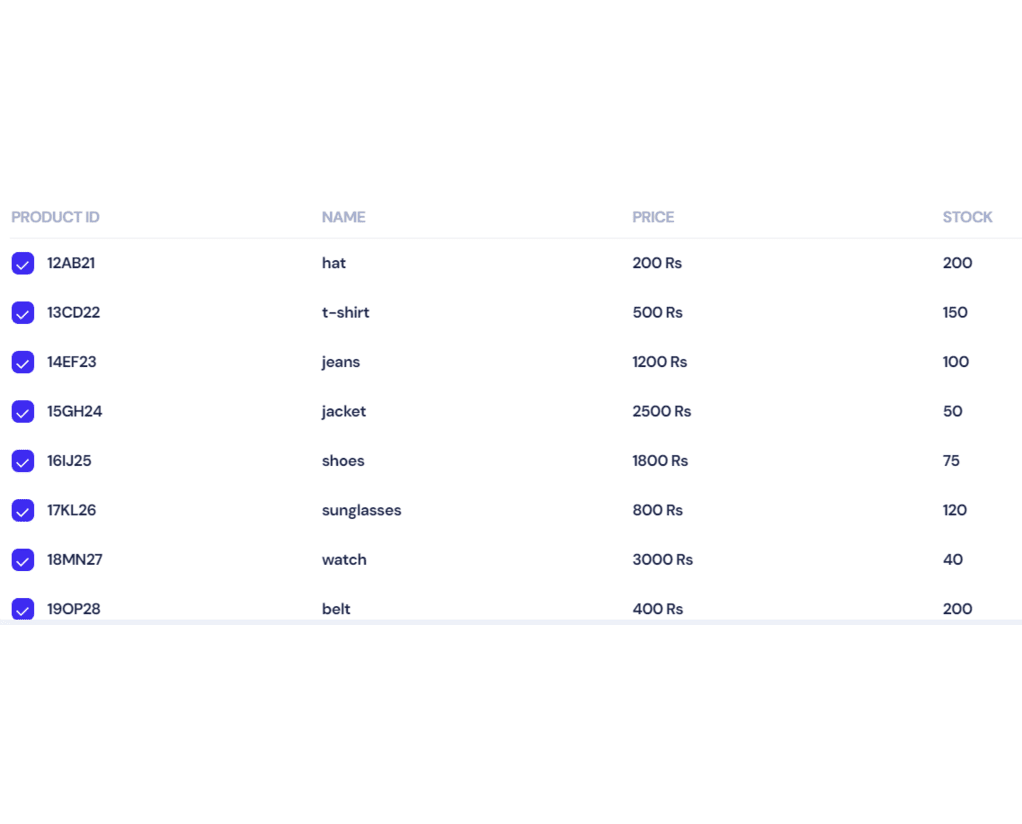 PRODUCT ID NAME PRICE STOCK
12AB21 hat 200 Rs 200
13CD22 t-shirt 500 Rs 150
14EF23 jeans 1200 Rs 100
15GH24 jacket 2500 Rs 50
16IJ25 shoes 1800 Rs 75
17KL26 sunglasses 800 Rs 120
18MN27 watch 3000 Rs 40
19OP28 belt 400 Rs 200